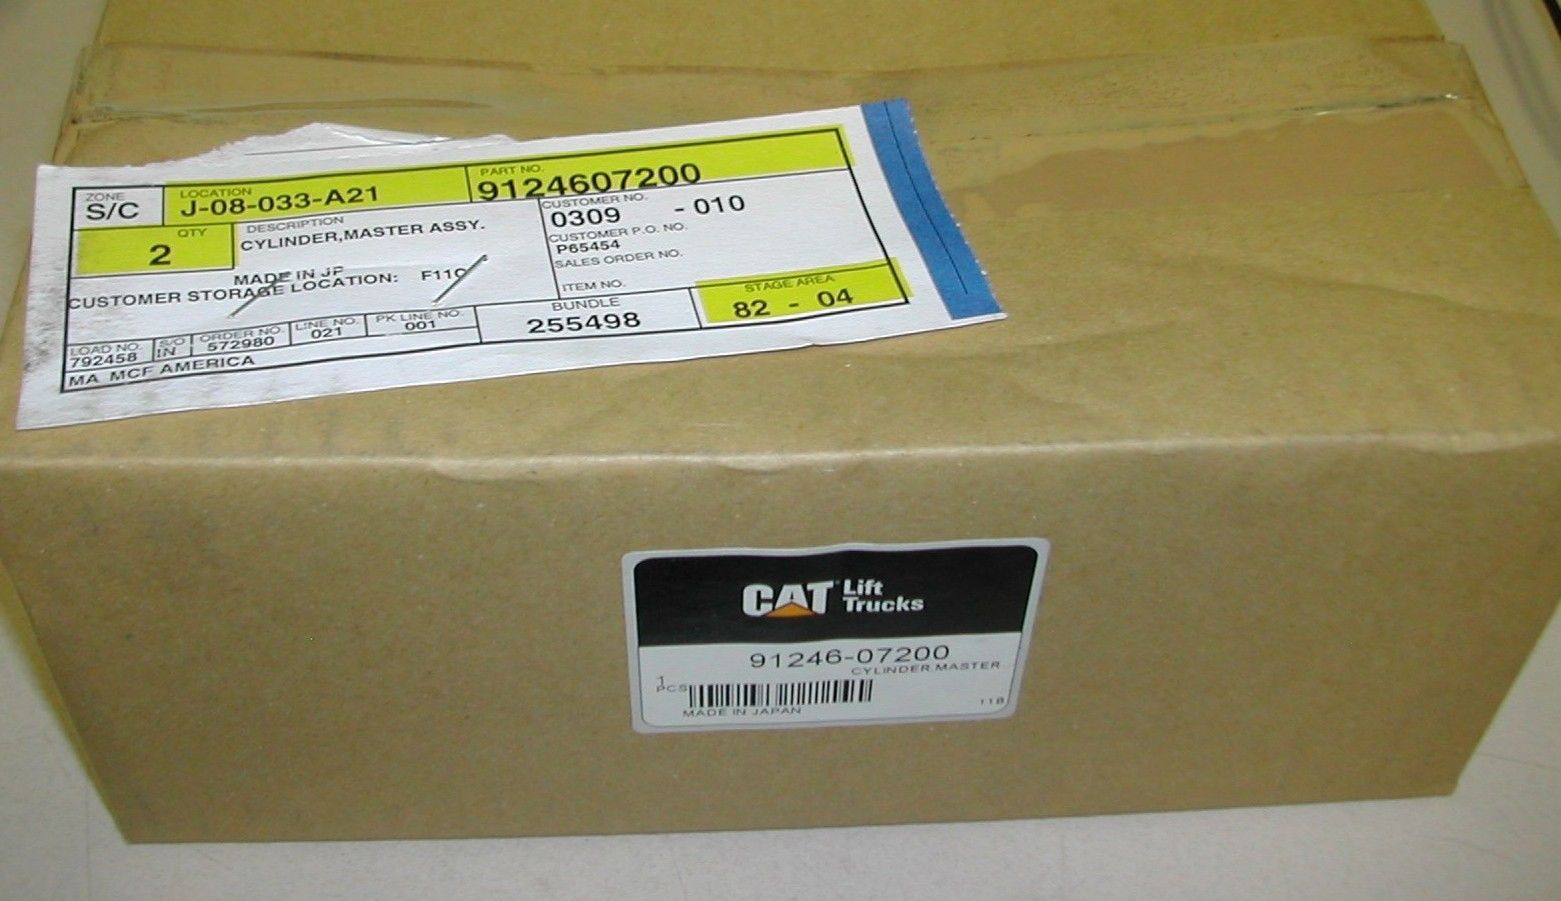 ZONE
S/C
LOCATION
J-08-033-A21
PART NO.
9124607200
QTY
2
DESCRIPTION
CYLINDER,MASTER ASSY.
CUSTOMER NO.
0309 - 010
CUSTOMER P.O. NO.
P65454
SALES ORDER NO.
MADE IN JP
CUSTOMER STORAGE LOCATION: F11C
ITEM NO.
STAGE AREA
82 - 04
LOAD NO.
792458
S/O
IN
ORDER NO.
572980
LINE NO.
021
PK LINE NO.
001
BUNDLE
255498
MA MCF AMERICA
CAT Lift
Trucks
91246-07200
CYLINDER,MASTER
1
PCS
MADE IN JAPAN
11B